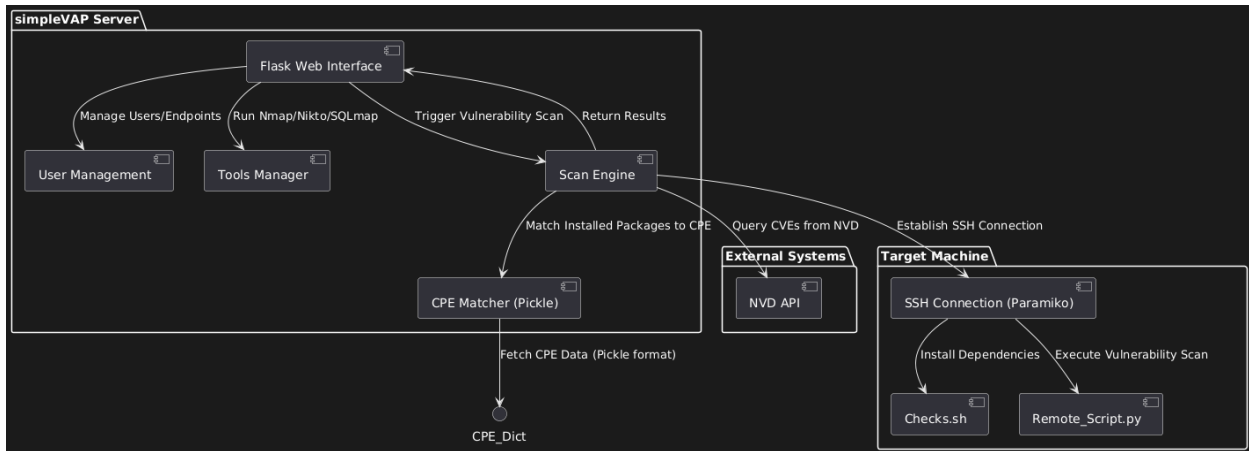 simpleVAP Server
Flask Web Interface
Manage Users/Endpoints
Run Nmap/Nikto/SQLmap
Trigger Vulnerability Scan
Return Results
User Management
Tools Manager
Scan Engine
Match Installed Packages to CPE
Query CVEs from NVD
Establish SSH Connection
External Systems
Target Machine
CPE Matcher (Pickle)
NVD API
SSH Connection (Paramiko)
Fetch CPE Data (Pickle format)
Install Dependencies
Execute Vulnerability Scan
Checks.sh
Remote_Script.py
CPE_Dict